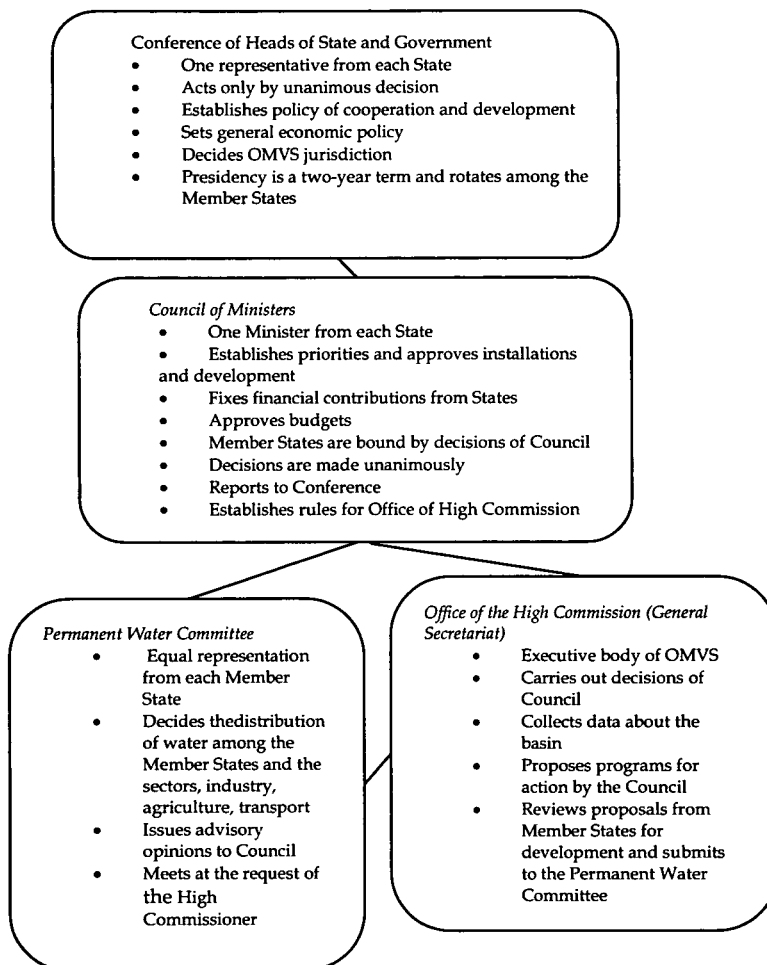 Conference of Heads of State and Government
• One representative from each State
• Acts only by unanimous decision
• Establishes policy of cooperation and development
• Sets general economic policy
• Decides OMVS jurisdiction
• Presidency is a two-year term and rotates among the
Member States
Council of Ministers
• One Minister from each State
• Establishes priorities and approves installations
and development
• Fixes financial contributions from States
• Approves budgets
• Member States are bound by decisions of Council
• Decisions are made unanimously
• Reports to Conference
• Establishes rules for Office of High Commission
Permanent Water Committee
• Equal representation
from each Member
State
• Decides thedistribution
of water among the
Member States and the
sectors, industry,
agriculture, transport
• Issues advisory
opinions to Council
• Meets at the request of
the High
Commissioner
Office of the High Commission (General
Secretariat)
• Executive body of OMVS
• Carries out decisions of
Council
• Collects data about the
basin
• Proposes programs for
action by the Council
• Reviews proposals from
Member States for
development and submits
to the Permanent Water
Committee